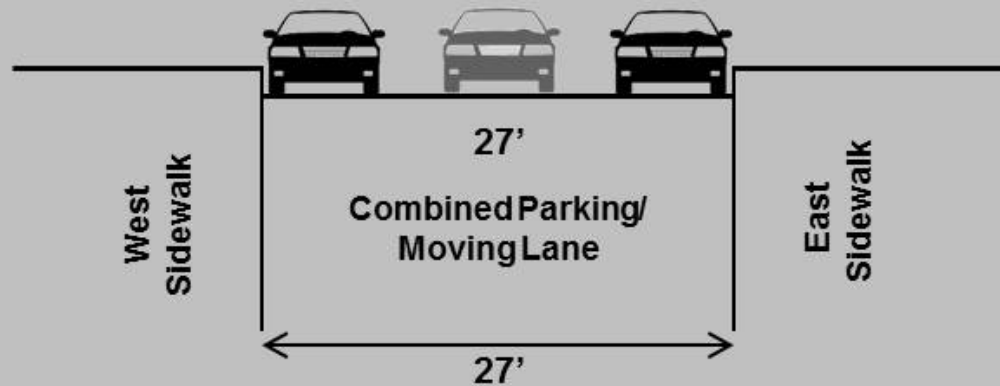 27’
Combined Parking/
Moving Lane
West
Sidewalk
East
Sidewalk
27’